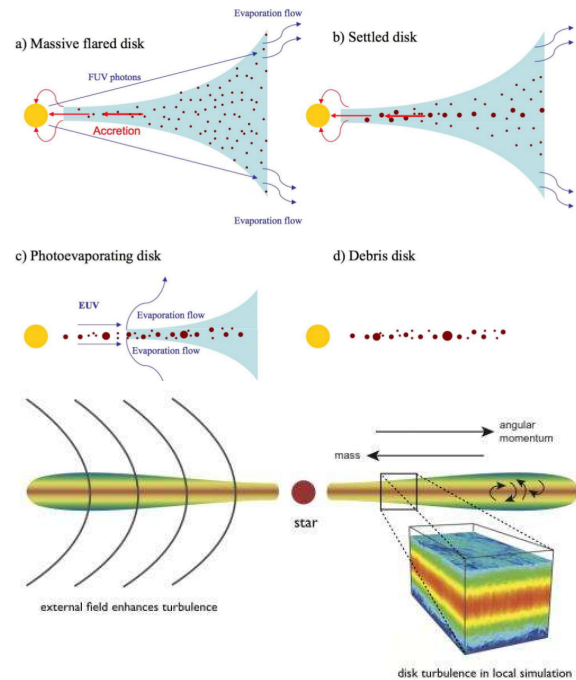 Evaporation flow
a) Massive flared disk
b) Settled disk
FUV photons
Accretion
Evaporation flow
c) Photoevaporating disk
d) Debris disk
EUV
Evaporation flow
Evaporation flow
angular
momentum
mass
star
external field enhances turbulence
disk turbulence in local simulation